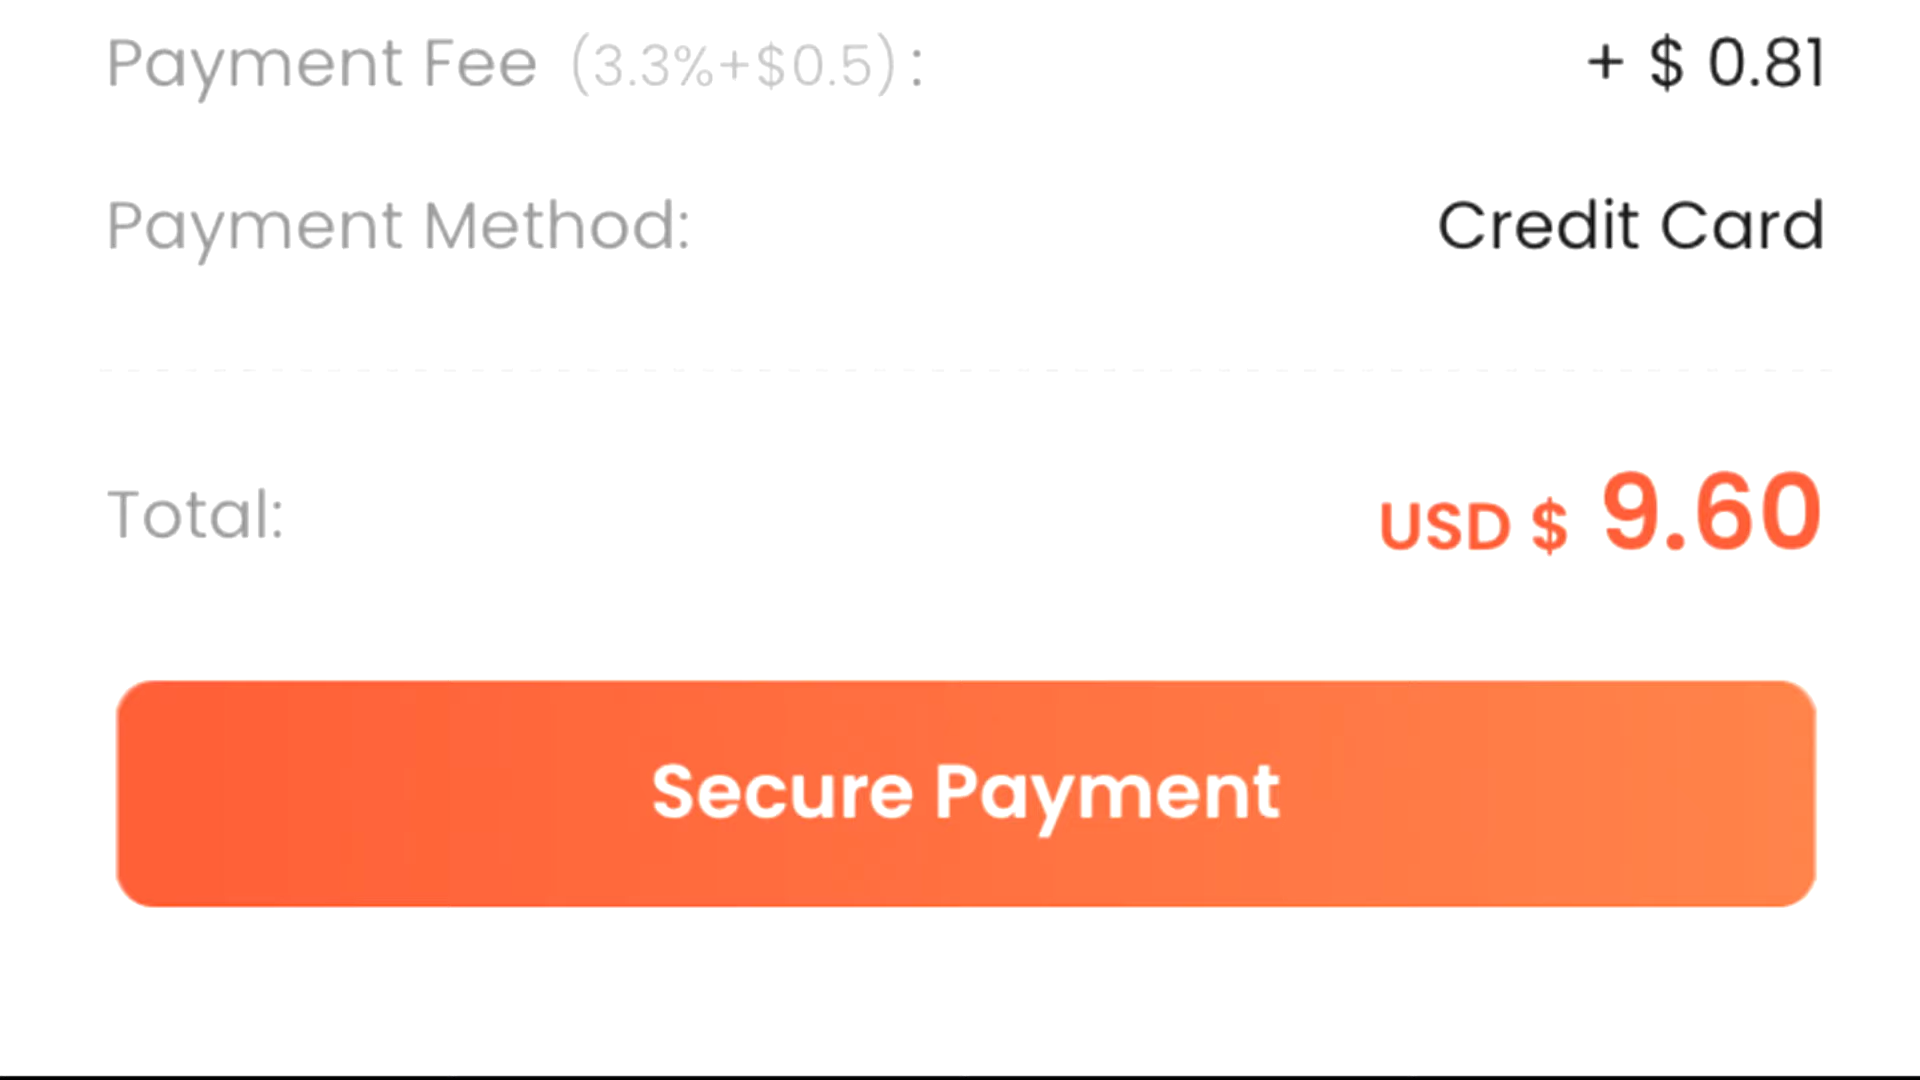 Payment Fee (3.3%+$0.5) : + $ 0.81
Payment Method: Credit Card
Total: USD $ 9.60
Secure Payment